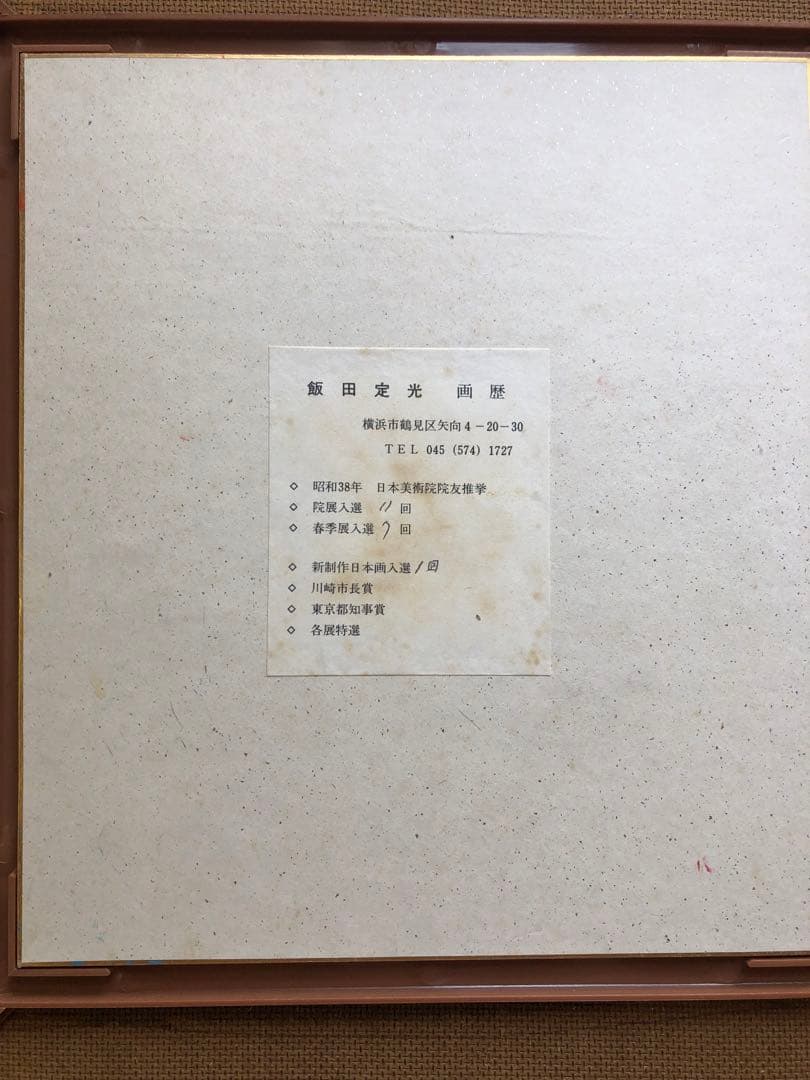 飯田定光 画歴
横浜市鶴見区矢向4-20-30
TEL 045 (574) 1727
◇ 昭和38年 日本美術院院友推挙
◇ 院展入選 11 回
◇ 春季展入選 7 回
◇ 新制作日本画入選 1回
◇ 川崎市長賞
◇ 東京都知事賞
◇ 各展特選